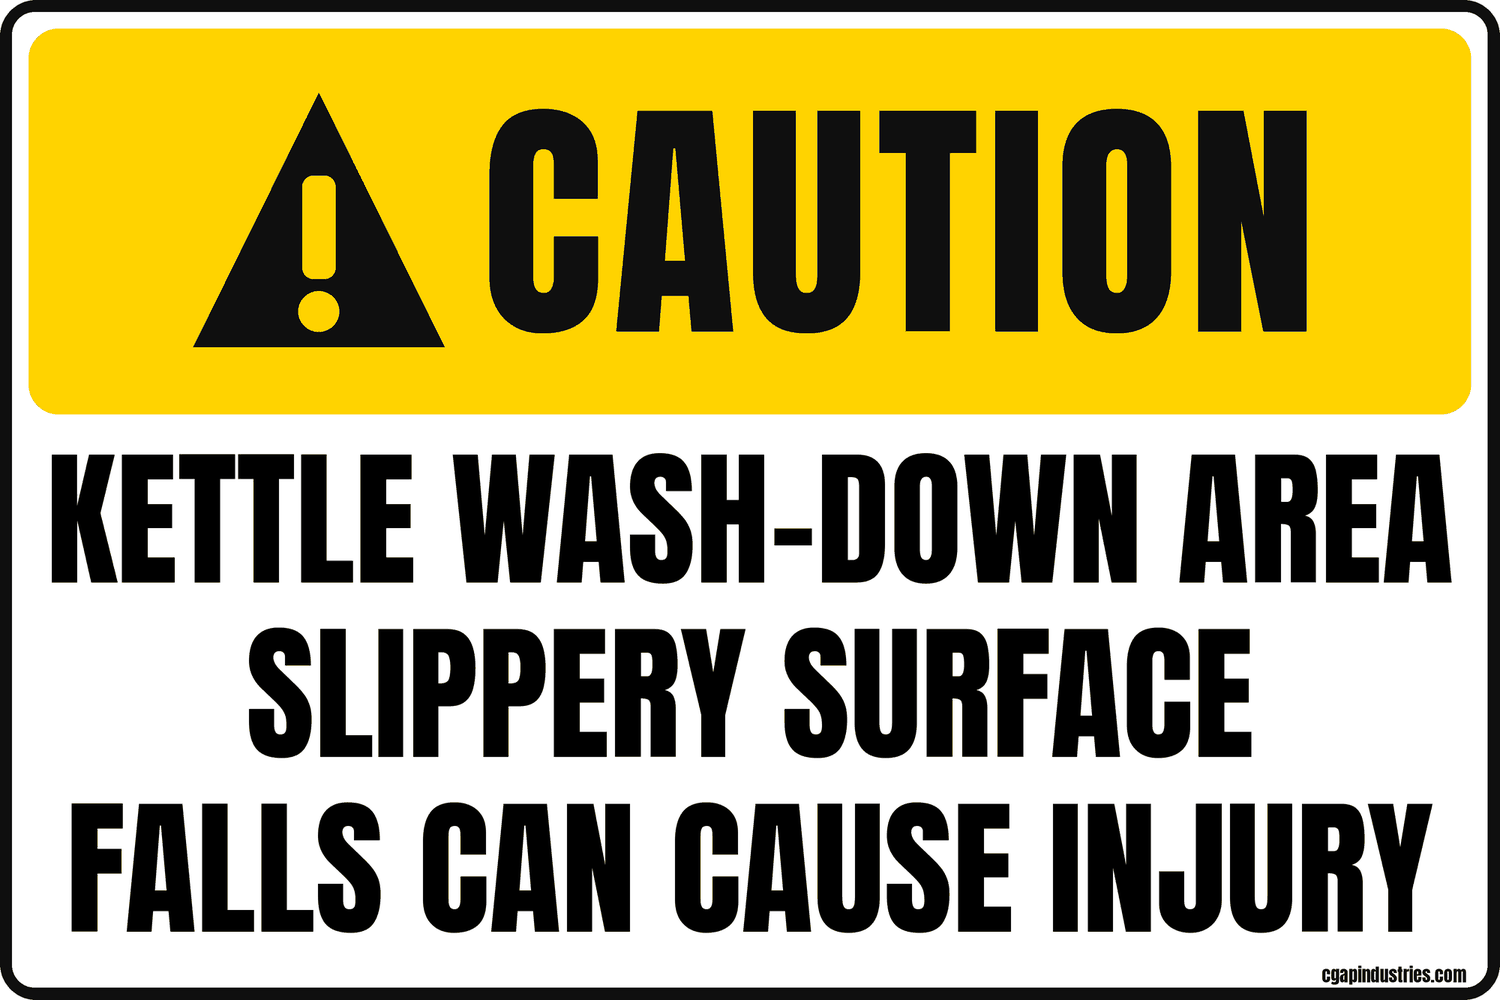 CAUTION
KETTLE WASH-DOWN AREA
SLIPPERY SURFACE
FALLS CAN CAUSE INJURY
cgapindustries.com